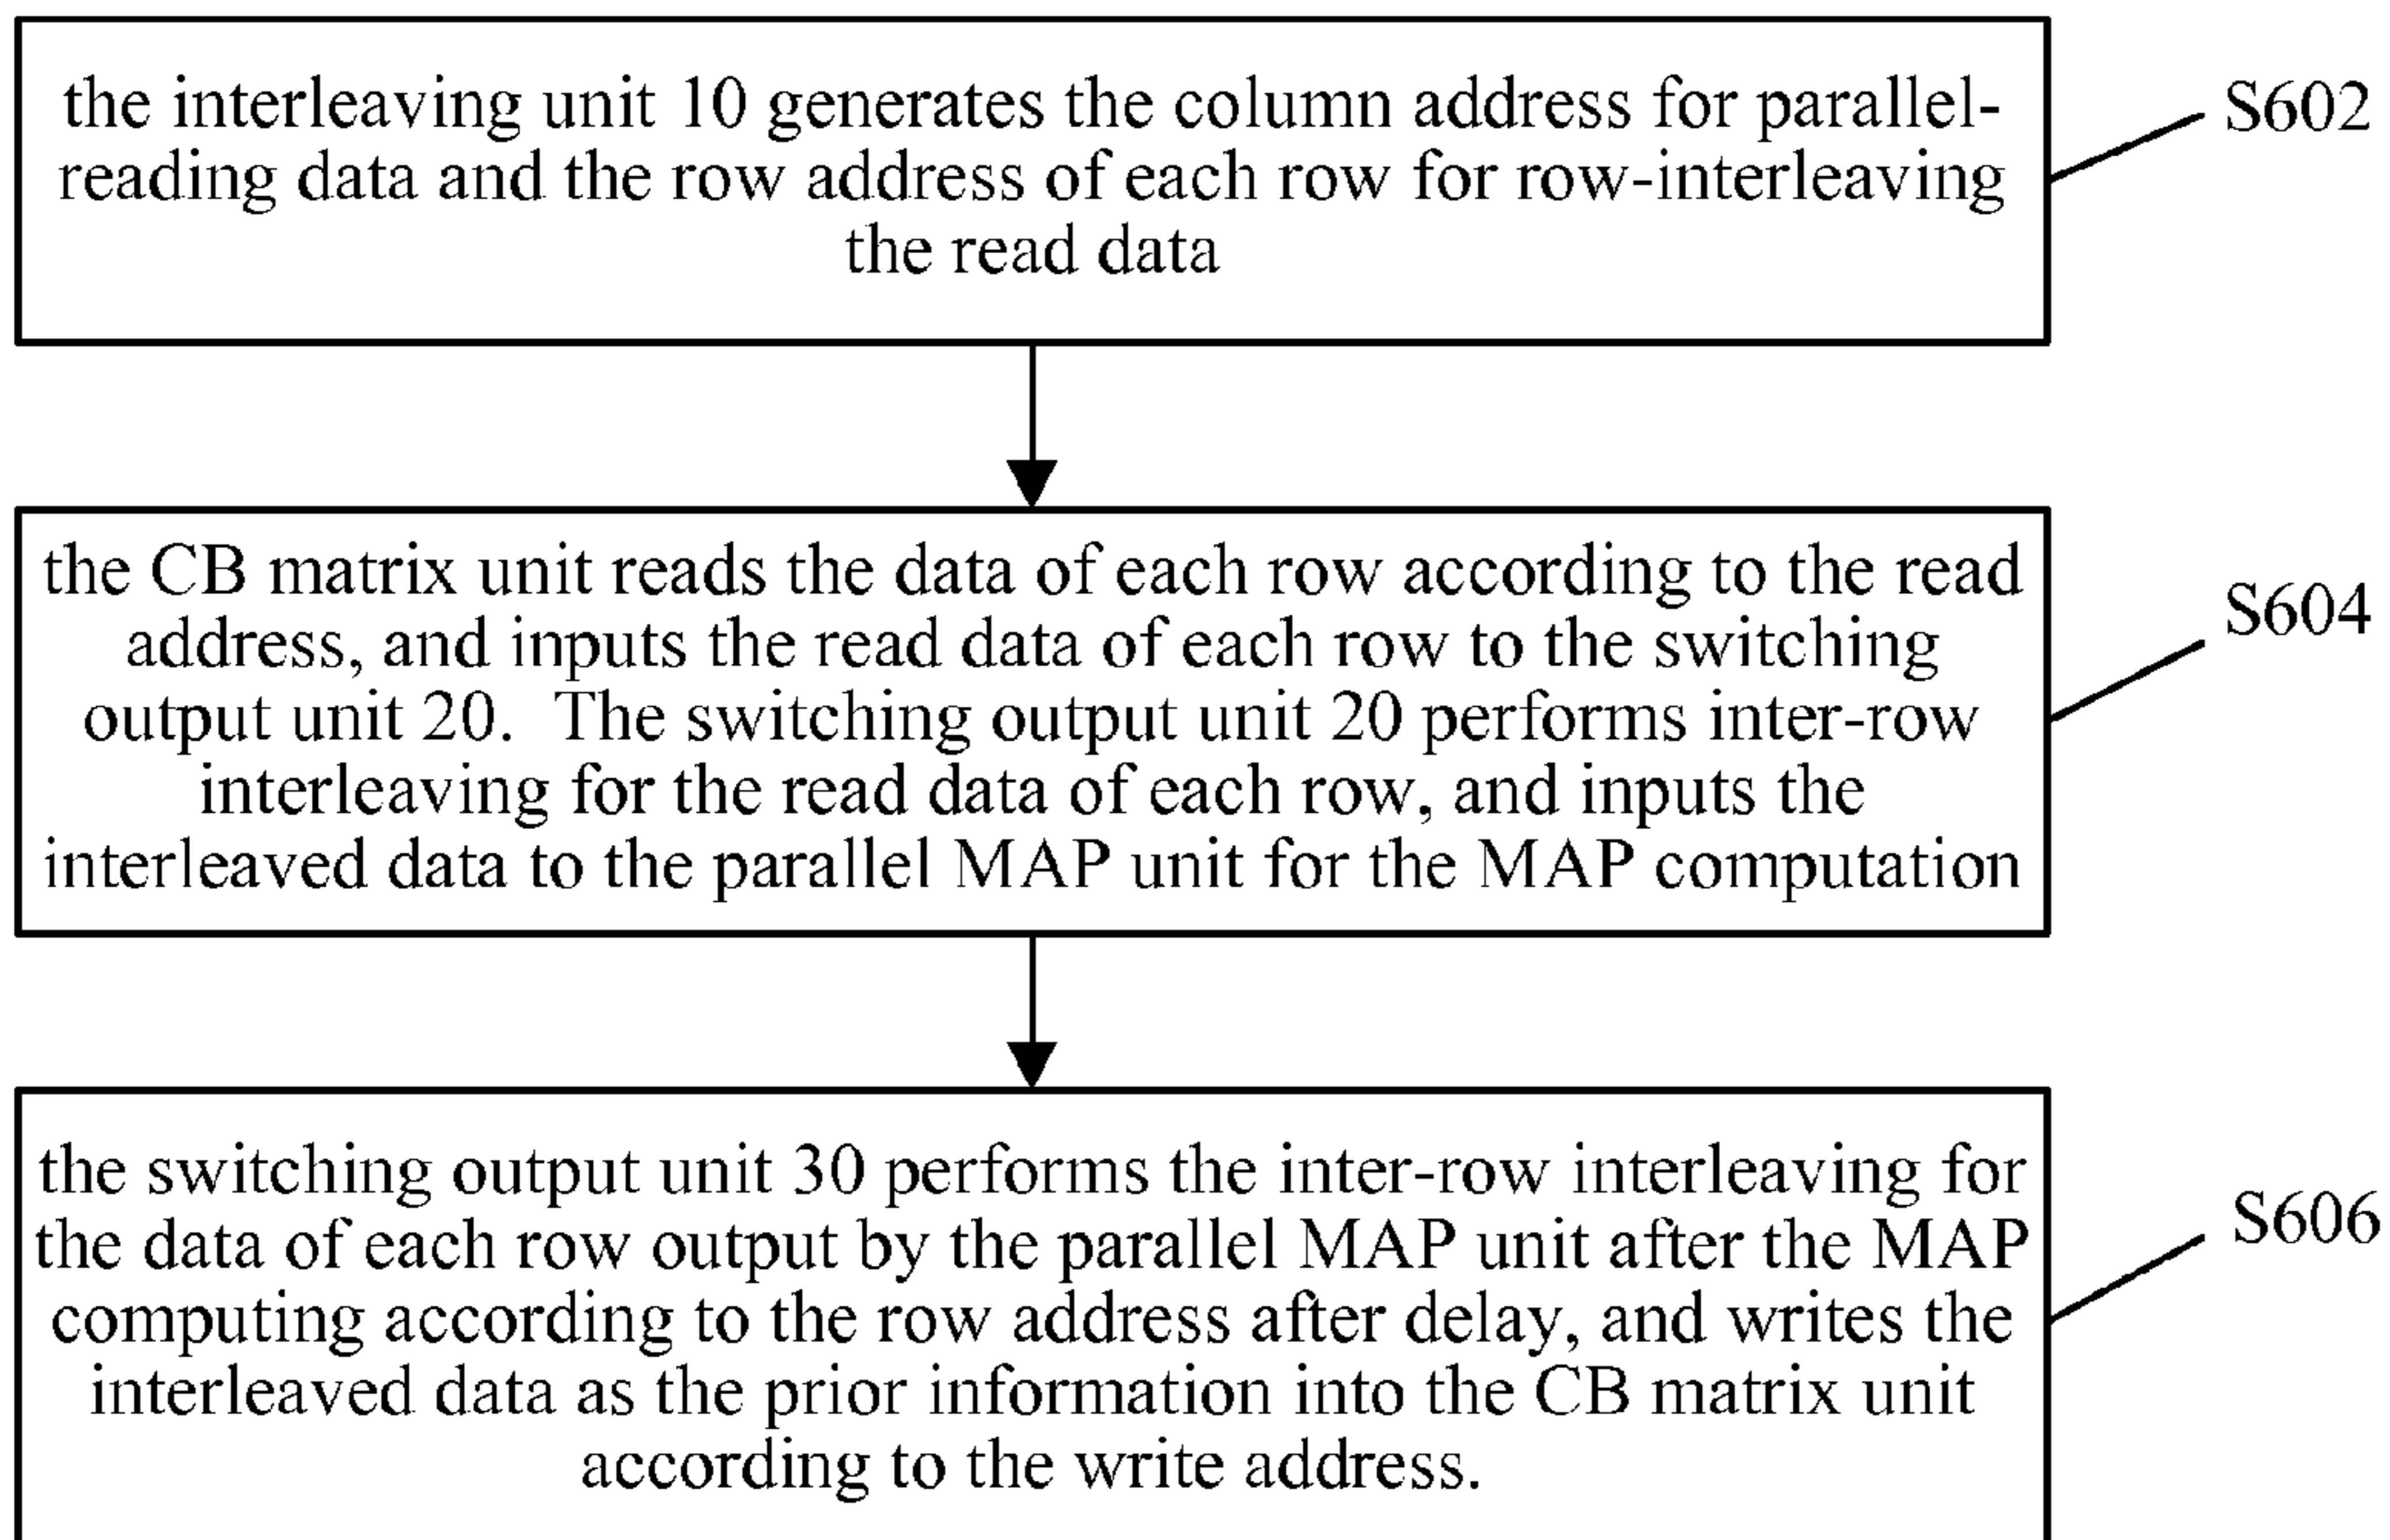 the interleaving unit 10 generates the column address for parallel-
reading data and the row address of each row for row-interleaving
the read data
S602
the CB matrix unit reads the data of each row according to the read
address, and inputs the read data of each row to the switching
output unit 20.  The switching output unit 20 performs inter-row
interleaving for the read data of each row, and inputs the
interleaved data to the parallel MAP unit for the MAP computation
S604
the switching output unit 30 performs the inter-row interleaving for
the data of each row output by the parallel MAP unit after the MAP
computing according to the row address after delay, and writes the
interleaved data as the prior information into the CB matrix unit
according to the write address.
S606